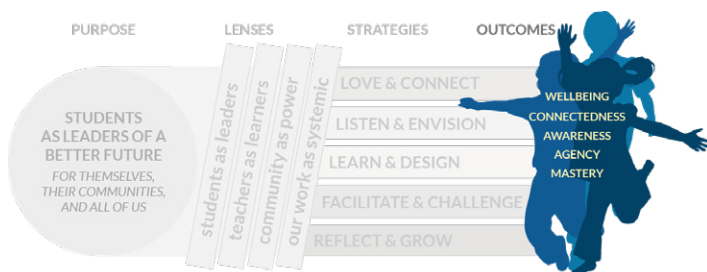 PURPOSE
LENSES
STRATEGIES
OUTCOMES
STUDENTS
AS LEADERS OF A
BETTER FUTURE
FOR THEMSELVES,
THEIR COMMUNITIES,
AND ALL OF US
students as leaders
teachers as learners
community as power
our work as systemic
LOVE & CONNECT
LISTEN & ENVISION
LEARN & DESIGN
FACILITATE & CHALLENGE
REFLECT & GROW
WELLBEING
CONNECTEDNESS
AWARENESS
AGENCY
MASTERY